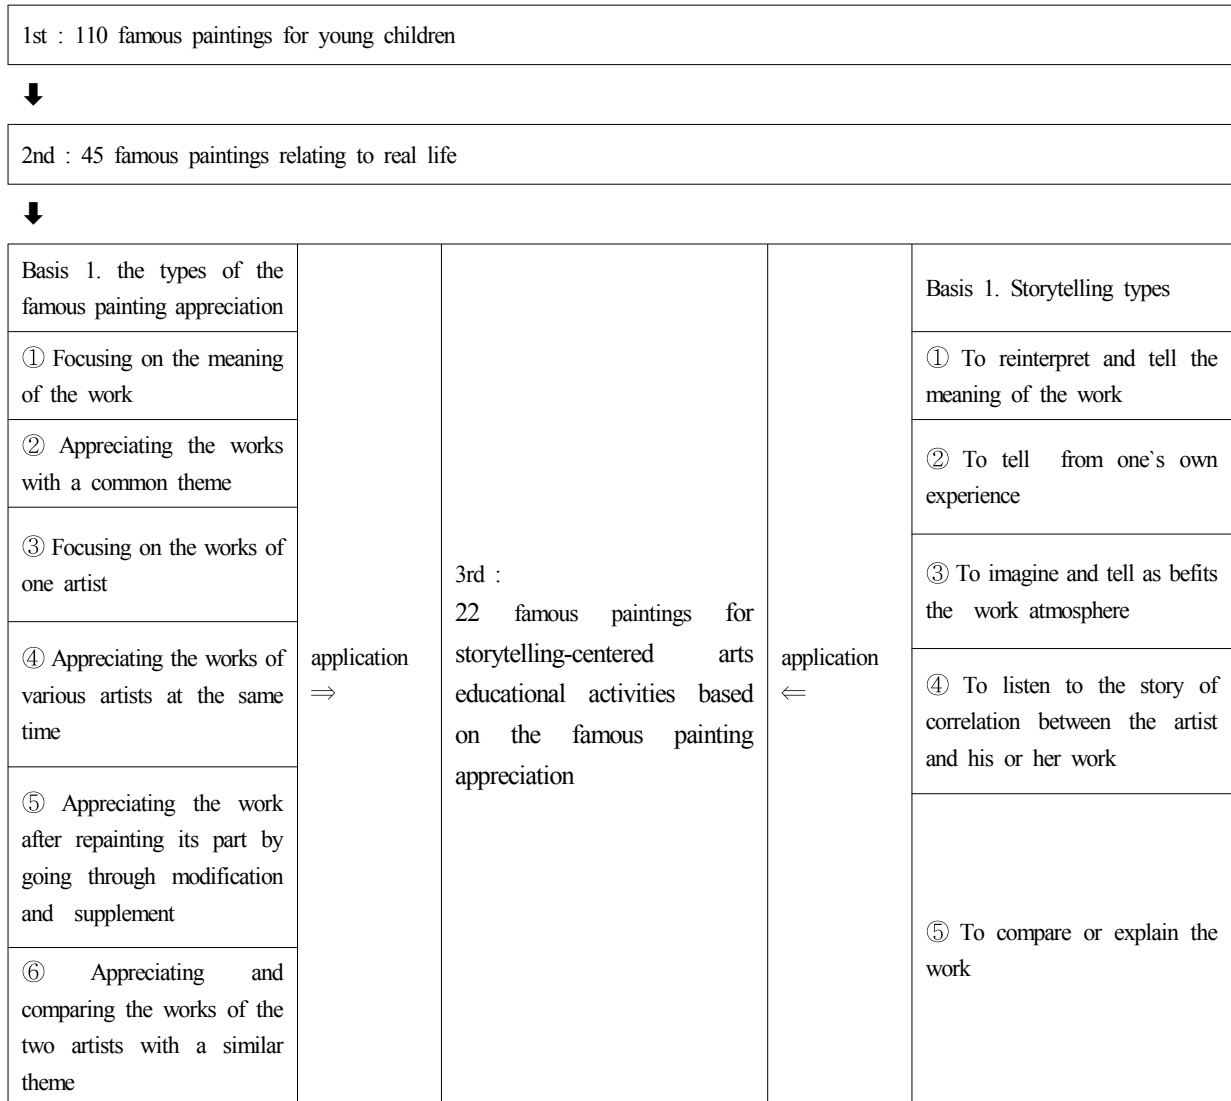 1st : 110 famous paintings for young children
⬇
2nd : 45 famous paintings relating to real life
⬇
Basis 1. the types of the
famous painting appreciation
① Focusing on the meaning
of the work
② Appreciating the works
with a common theme
③ Focusing on the works of
one artist
④ Appreciating the works of
various artists at the same
time
⑤ Appreciating the work
after repainting its part by
going through modification
and supplement
⑥ Appreciating and
comparing the works of the
two artists with a similar
theme
application
⇒
3rd :
22 famous paintings for
storytelling-centered arts
educational activities based
on the famous painting
appreciation
application
⇐
Basis 1. Storytelling types
① To reinterpret and tell the
meaning of the work
② To tell from one`s own
experience
③ To imagine and tell as befits
the work atmosphere
④ To listen to the story of
correlation between the artist
and his or her work
⑤ To compare or explain the
work